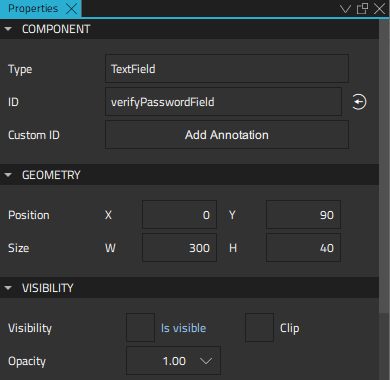 Properties
COMPONENT
Type TextField
ID verifyPasswordField
Custom ID Add Annotation
GEOMETRY
Position X 0 Y 90
Size W 300 H 40
VISIBILITY
Visibility Is visible Clip
Opacity 1.00